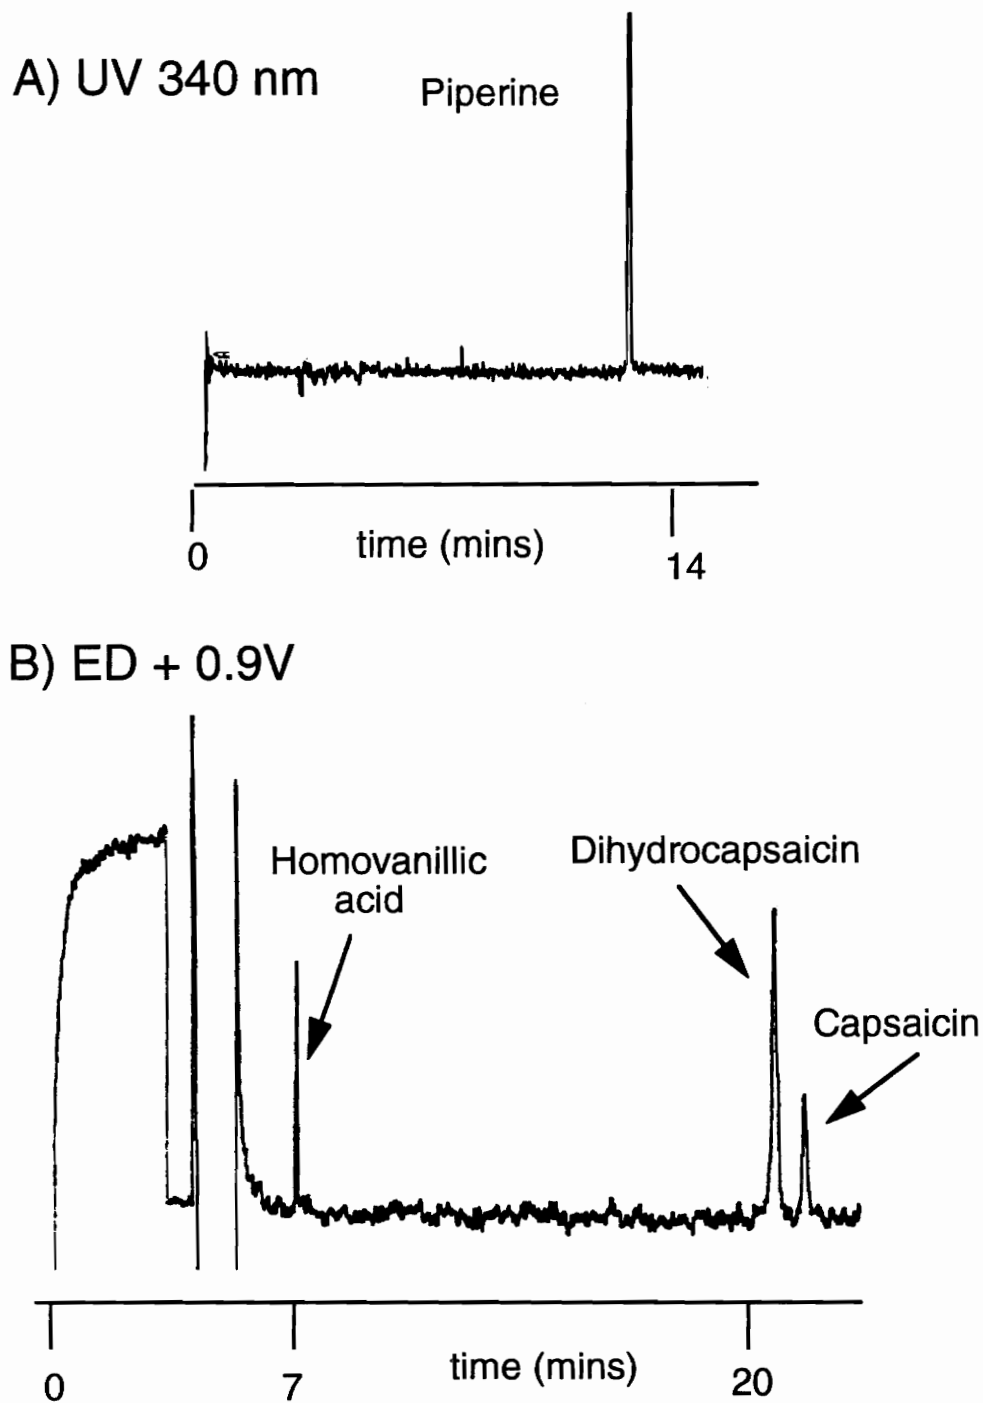 A) UV 340 nm
Piperine
0
time (mins)
14
B) ED + 0.9V
Homovanillic
acid
Dihydrocapsaicin
Capsaicin
0
7
time (mins)
20